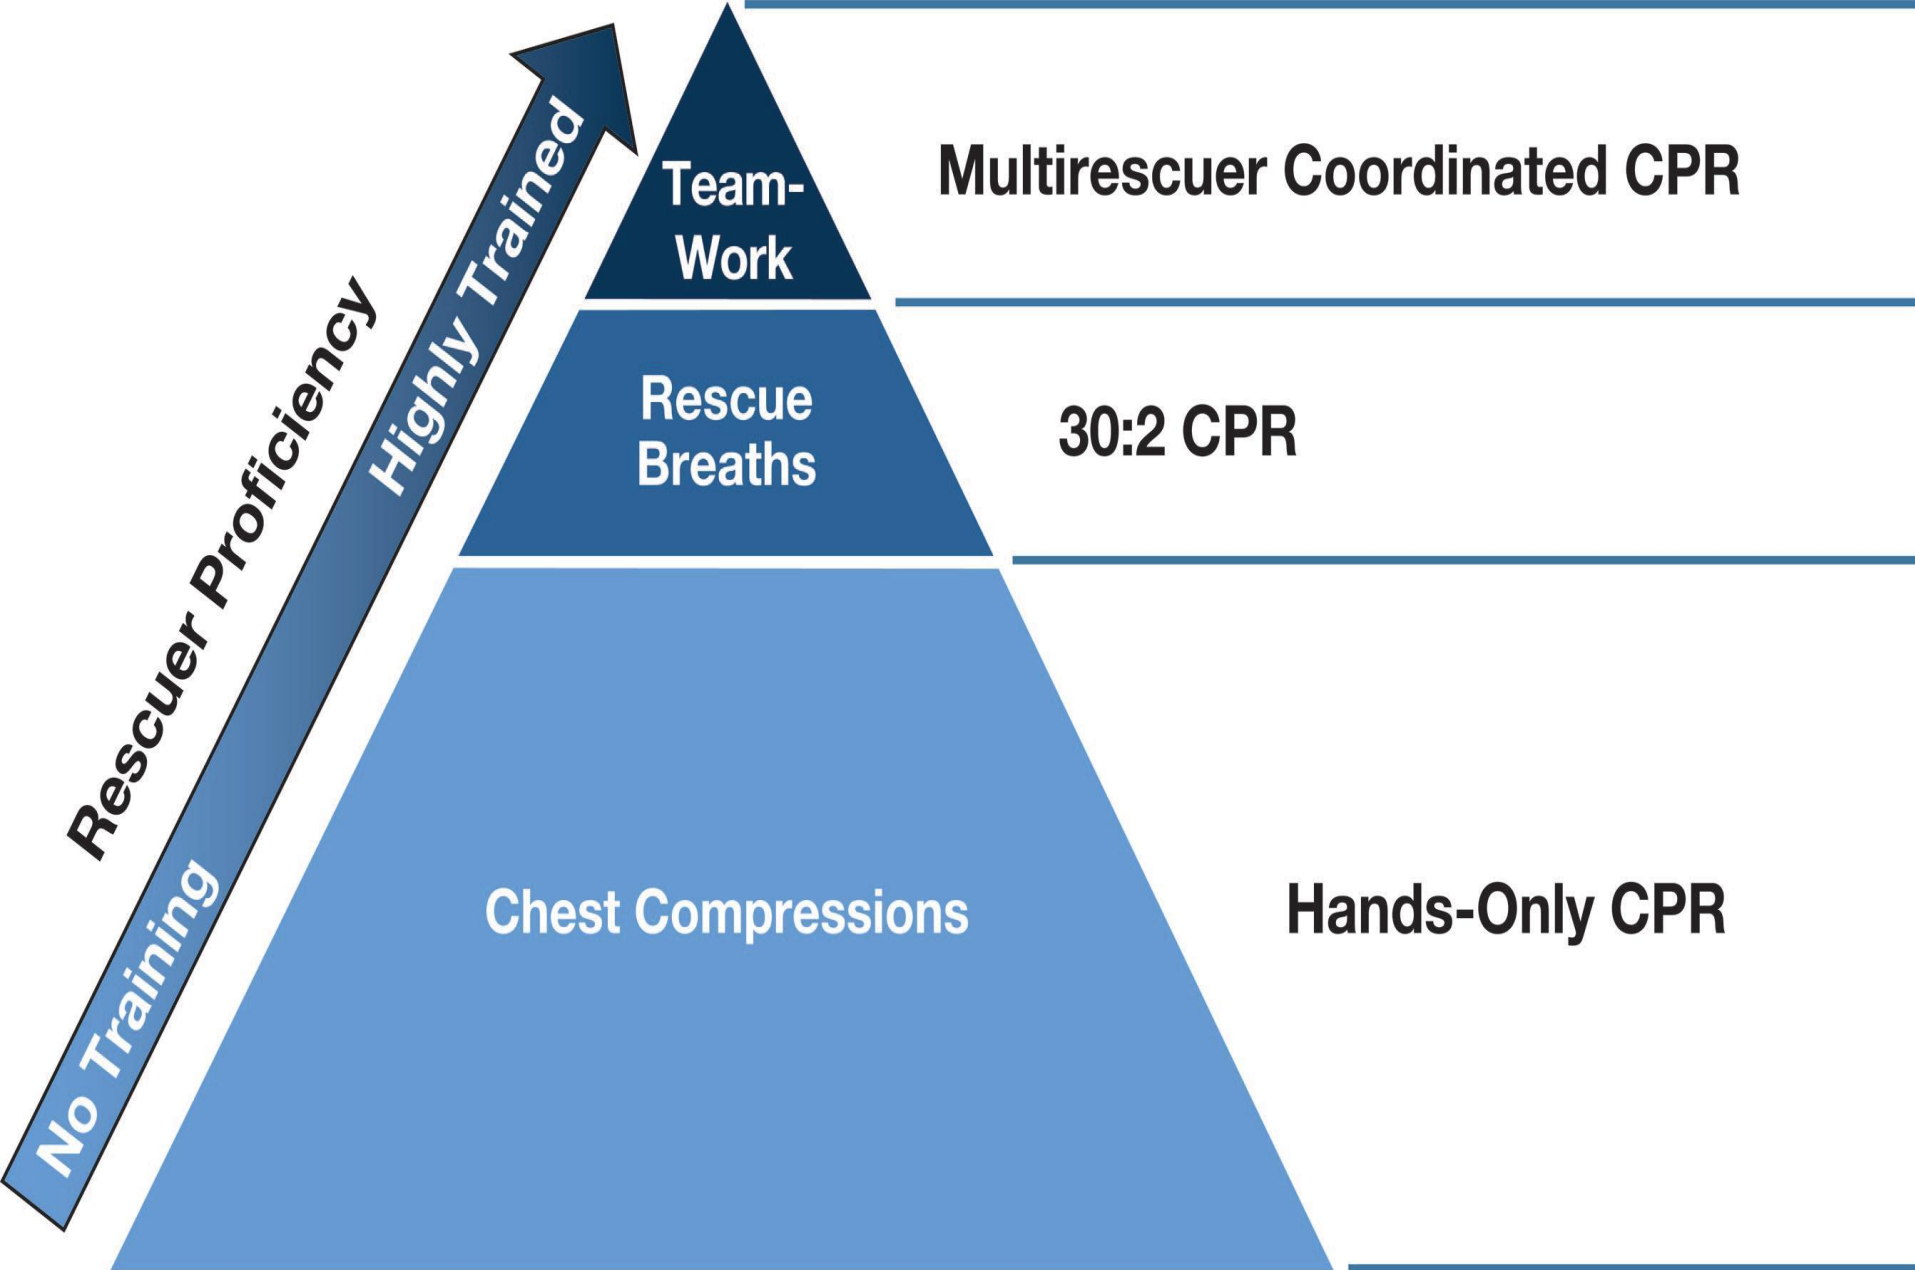 Rescuer Proficiency
No Training
Highly Trained
Team-
Work
Multirescuer Coordinated CPR
Rescue
Breaths
30:2 CPR
Chest Compressions
Hands-Only CPR